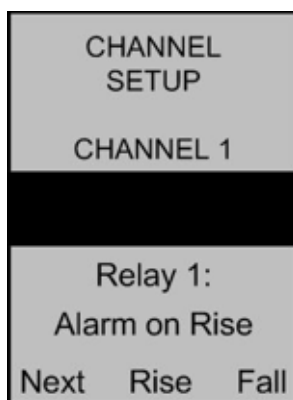 CHANNEL
SETUP
CHANNEL 1
Relay 1:
Alarm on Rise
Next Rise Fall